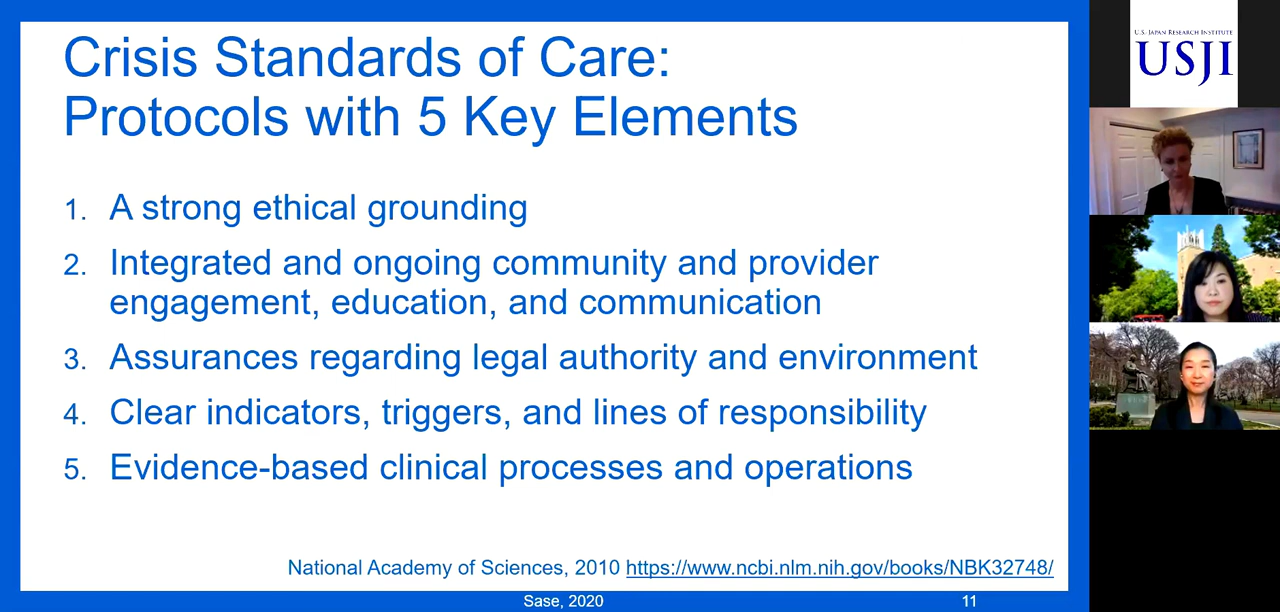 Crisis Standards of Care:
Protocols with 5 Key Elements
1. A strong ethical grounding
2. Integrated and ongoing community and provider
engagement, education, and communication
3. Assurances regarding legal authority and environment
4. Clear indicators, triggers, and lines of responsibility
5. Evidence-based clinical processes and operations
National Academy of Sciences, 2010 https://www.ncbi.nlm.nih.gov/books/NBK32748/
Sase, 2020
11
U.S. JAPAN RESEARCH INSTITUTE
USJI